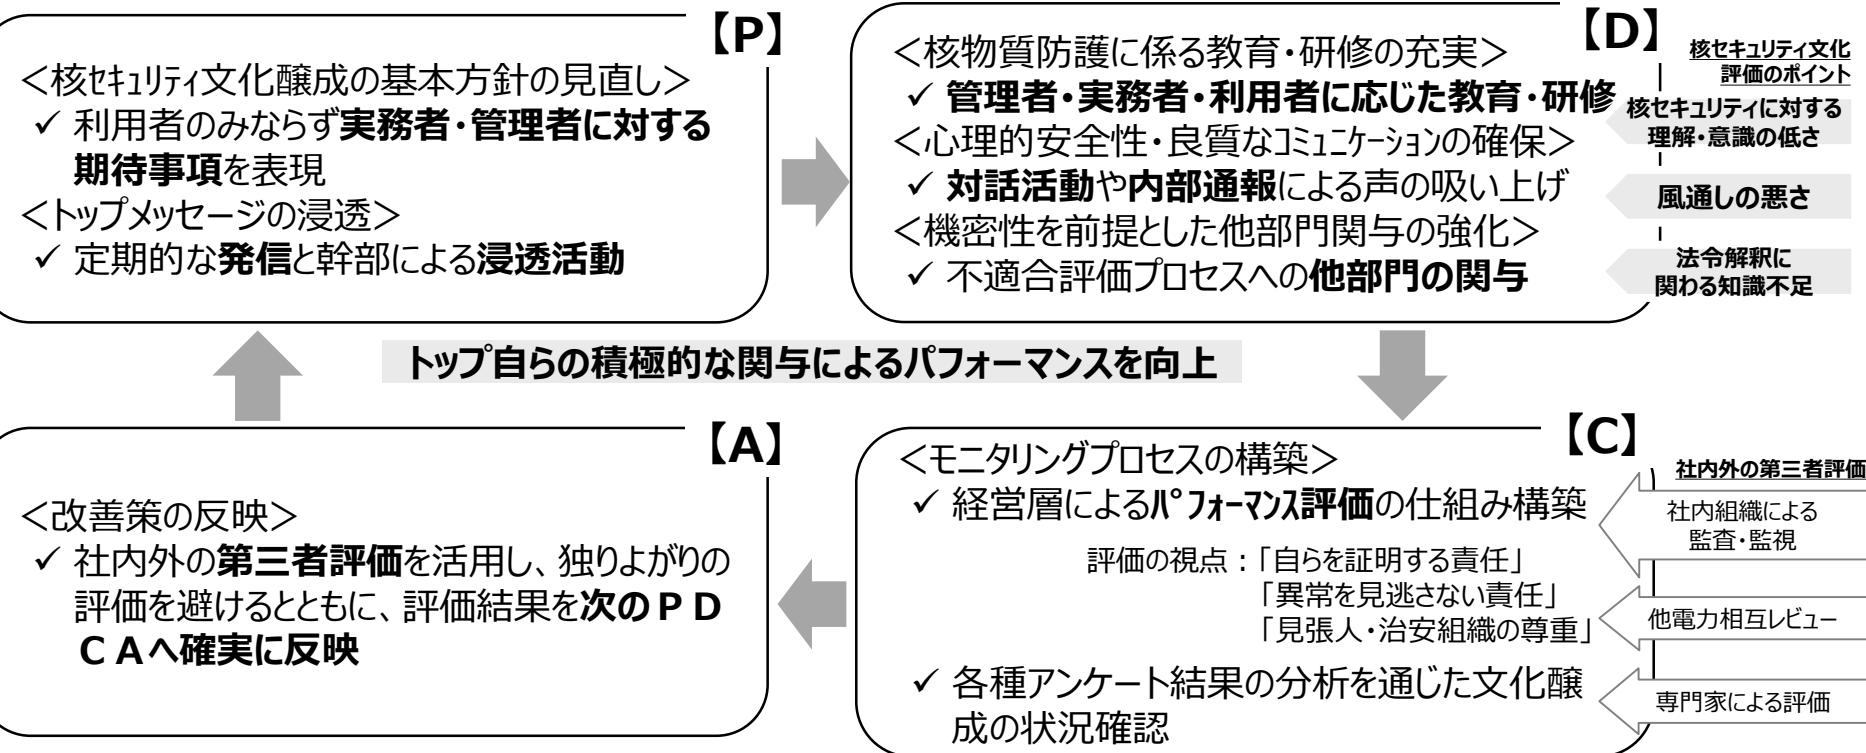 【P】
＜核ｾｷｭﾘﾃｨ文化醸成の基本方針の見直し＞
✓ 利用者のみならず実務者・管理者に対する
期待事項を表現
＜トップメッセージの浸透＞
✓ 定期的な発信と幹部による浸透活動
【D】
＜核物質防護に係る教育・研修の充実＞
✓ 管理者・実務者・利用者に応じた教育・研修
＜心理的安全性・良質なｺﾐｭﾆｹｰｼｮﾝの確保＞
✓ 対話活動や内部通報による声の吸い上げ
＜機密性を前提とした他部門関与の強化＞
✓ 不適合評価プロセスへの他部門の関与
核セキュリティ文化
評価のポイント
核セキュリティに対する
理解・意識の低さ
風通しの悪さ
法令解釈に
関わる知識不足
トップ自らの積極的な関与によるパフォーマンスを向上
【A】
＜改善策の反映＞
✓ 社内外の第三者評価を活用し、独りよがりの
評価を避けるとともに、評価結果を次のＰＤ
ＣＡへ確実に反映
【C】
＜モニタリングプロセスの構築＞
✓ 経営層によるﾊﾟﾌｫｰﾏﾝｽ評価の仕組み構築
評価の視点：「自らを証明する責任」
「異常を見逃さない責任」
「見張人・治安組織の尊重」
✓ 各種アンケート結果の分析を通じた文化醸
成の状況確認
社内外の第三者評価
社内組織による
監査・監視
他電力相互レビュー
専門家による評価